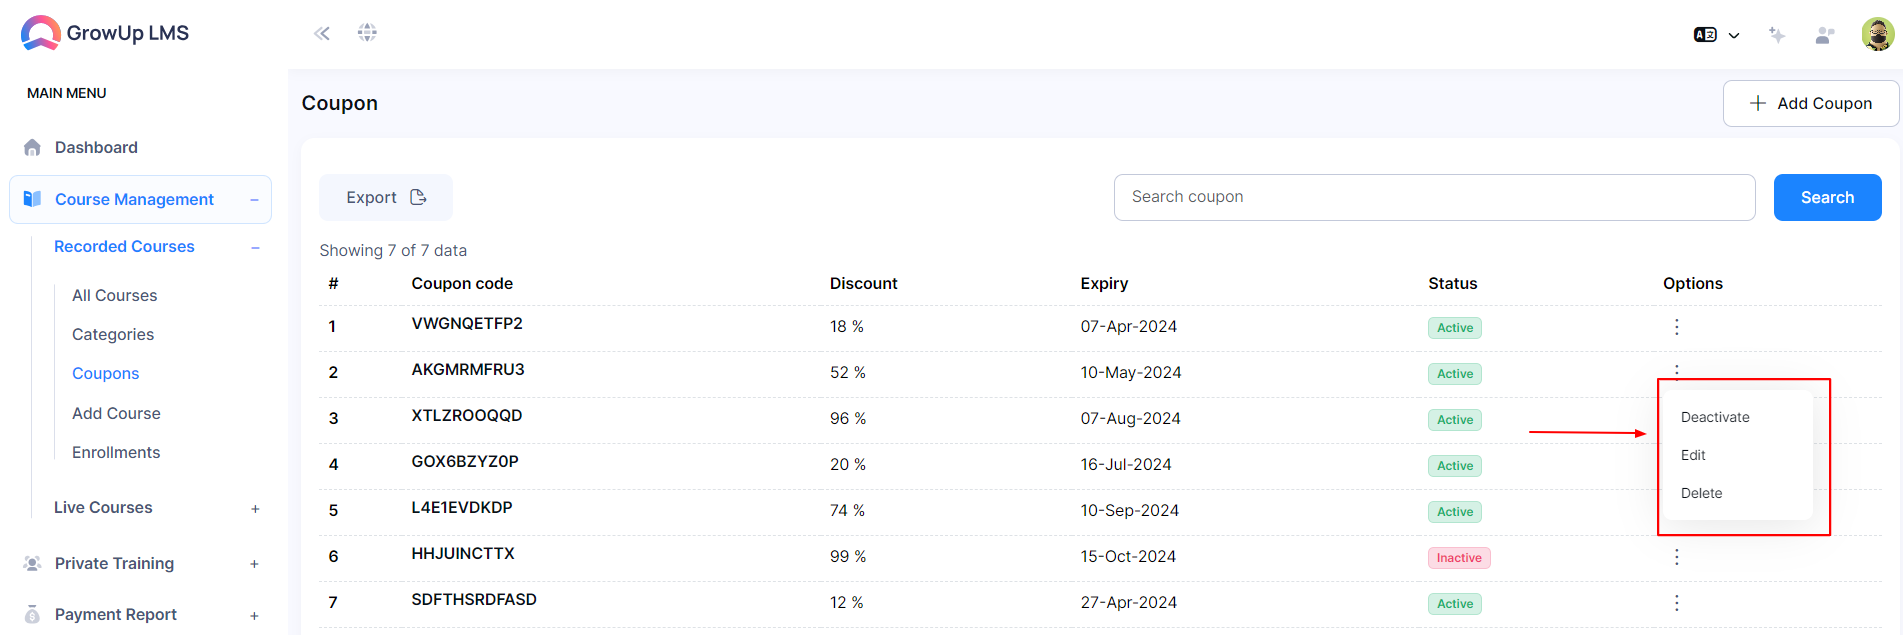 GrowUp LMS
MAIN MENU
Dashboard
Course Management
Recorded Courses
All Courses
Categories
Coupons
Add Course
Enrollments
Live Courses
Private Training
Payment Report
Coupon
Add Coupon
Export
Search coupon
Search
Showing 7 of 7 data
# Coupon code Discount Expiry Status Options
1 VWGNQETFP2 18 % 07-Apr-2024 Active
2 AKGMRMFRU3 52 % 10-May-2024 Active
3 XTLZROOQQD 96 % 07-Aug-2024 Active
4 GOX6BZYZ0P 20 % 16-Jul-2024 Active
5 L4E1EVDKDP 74 % 10-Sep-2024 Active
6 HHJUINCTTX 99 % 15-Oct-2024 Inactive
7 SDFTHSRDFASD 12 % 27-Apr-2024 Active
Deactivate
Edit
Delete